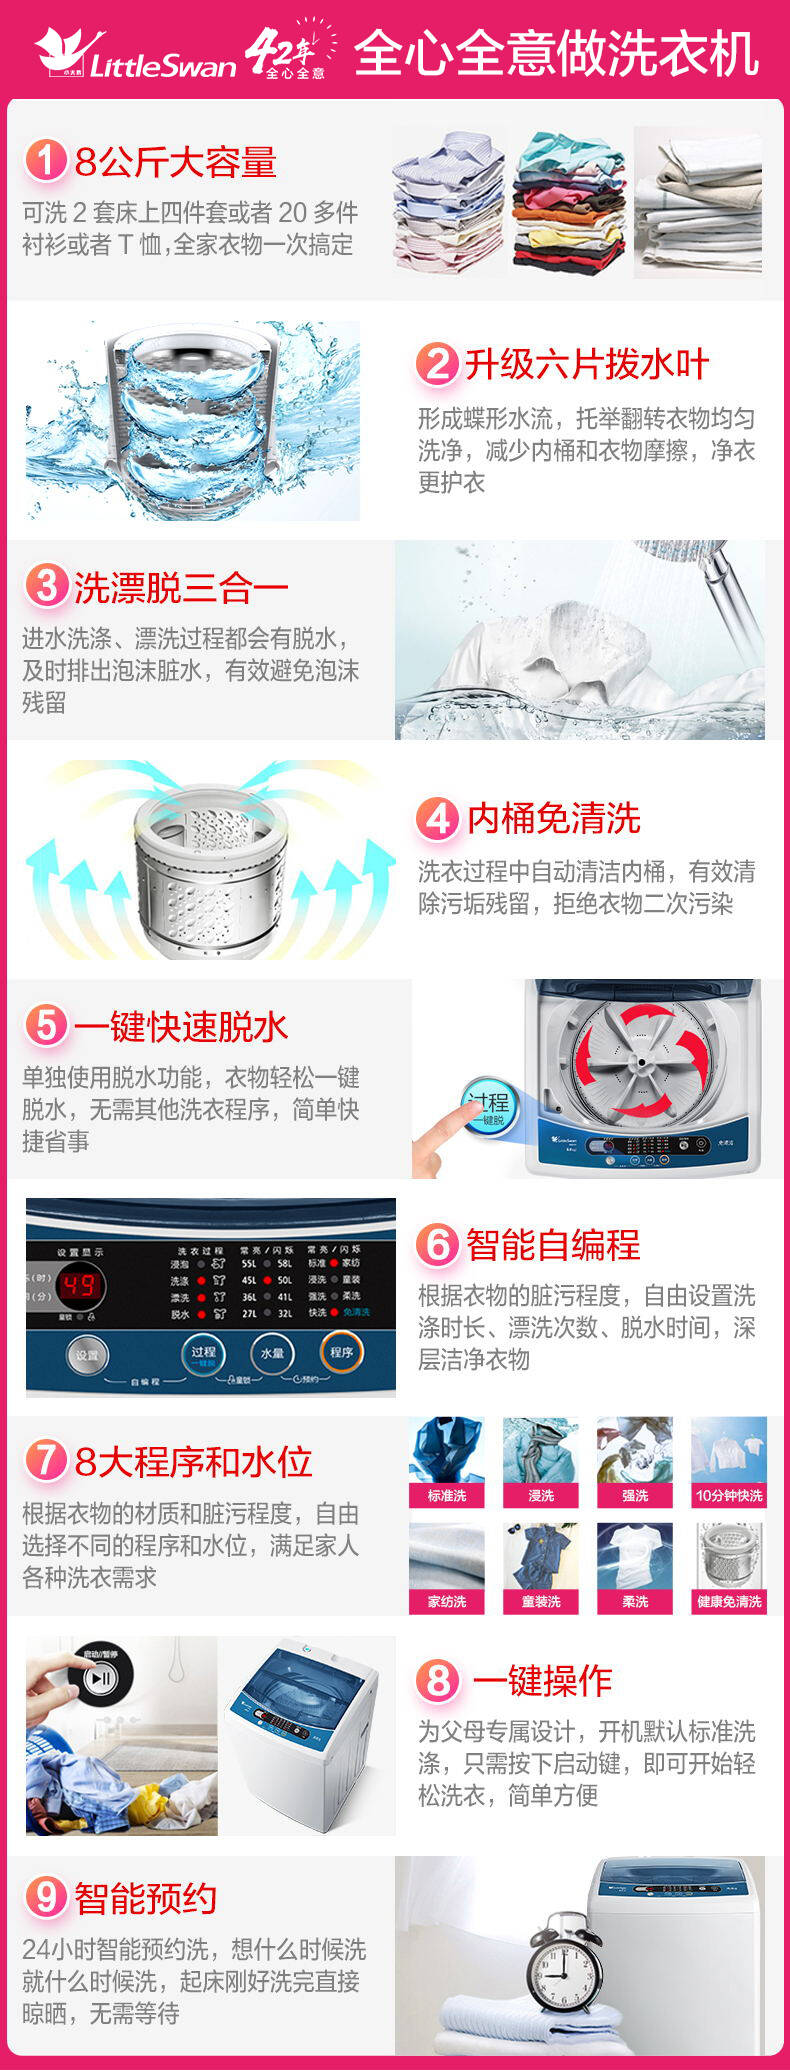 小天鹅
LittleSwan
42年
全心全意
全心全意做洗衣机
1 8公斤大容量
可洗 2 套床上四件套或者 20 多件
衬衫或者 T 恤,全家衣物一次搞定
2 升级六片拨水叶
形成蝶形水流，托举翻转衣物均匀
洗净，减少内桶和衣物摩擦，净衣
更护衣
3 洗漂脱三合一
进水洗涤、漂洗过程都会有脱水，
及时排出泡沫脏水，有效避免泡沫
残留
4 内桶免清洗
洗衣过程中自动清洁内桶，有效清
除污垢残留，拒绝衣物二次污染
5 一键快速脱水
单独使用脱水功能，衣物轻松一键
脱水，无需其他洗衣程序，简单快
捷省事
过程
一键脱
LittleSwan
免清洗
6 智能自编程
根据衣物的脏污程度，自由设置洗
涤时长、漂洗次数、脱水时间，深
层洁净衣物
设置显示
洗衣过程 常亮/闪烁 常亮/闪烁
(时)
(分)
49
童锁
浸泡 55L 58L 标准 家纺
洗涤 45L 50L 浸洗 童装
漂洗 36L 41L 强洗 柔洗
脱水 27L 32L 快洗 免清洗
设置
过程
一键脱
水量
程序
自编程
童锁
预约
7 8大程序和水位
根据衣物的材质和脏污程度，自由
选择不同的程序和水位，满足家人
各种洗衣需求
标准洗
浸洗
强洗
10分钟快洗
家纺洗
童装洗
柔洗
健康免清洗
启动//暂停
8 一键操作
为父母专属设计，开机默认标准洗
涤，只需按下启动键，即可开始轻
松洗衣，简单方便
9 智能预约
24小时智能预约洗，想什么时候洗
就什么时候洗，起床刚好洗完直接
晾晒，无需等待